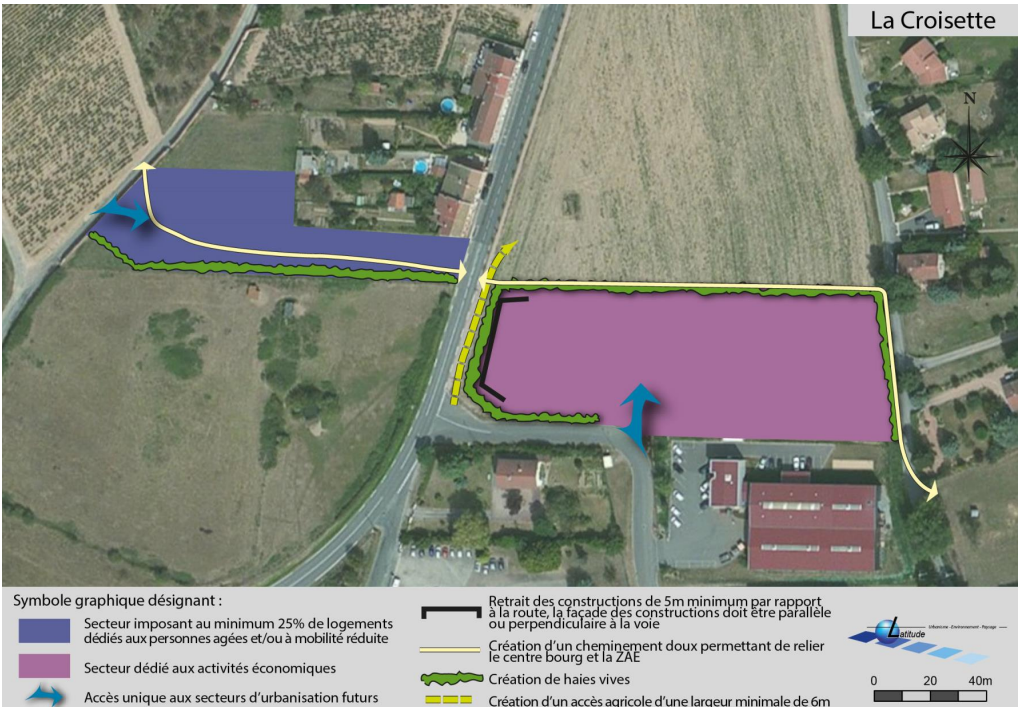 La Croisette
N
Symbole graphique désignant :
Secteur imposant au minimum 25% de logements
dédiés aux personnes agées et/ou à mobilité réduite
Secteur dédié aux activités économiques
Accès unique aux secteurs d'urbanisation futurs
Retrait des constructions de 5m minimum par rapport
à la route, la façade des constructions doit être parallèle
ou perpendiculaire à la voie
Création d'un cheminement doux permettant de relier
le centre bourg et la ZAE
Création de haies vives
Création d'un accès agricole d'une largeur minimale de 6m
Urbanisme - Environnement - Paysage
Latitude
0 20 40m